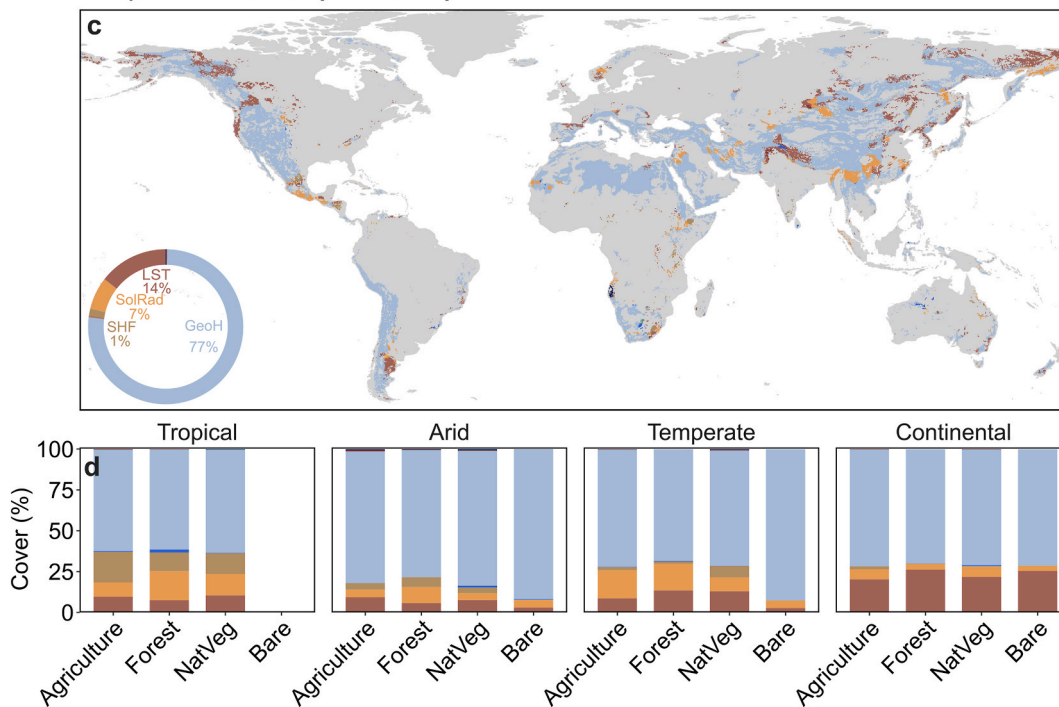 c
LST
14%
SolRad
7%
SHF
1%
GeoH
77%
Tropical Arid Temperate Continental
d
Cover (%)
100
75
50
25
0
Agriculture Forest NatVeg Bare Agriculture Forest NatVeg Bare Agriculture Forest NatVeg Bare Agriculture Forest NatVeg Bare